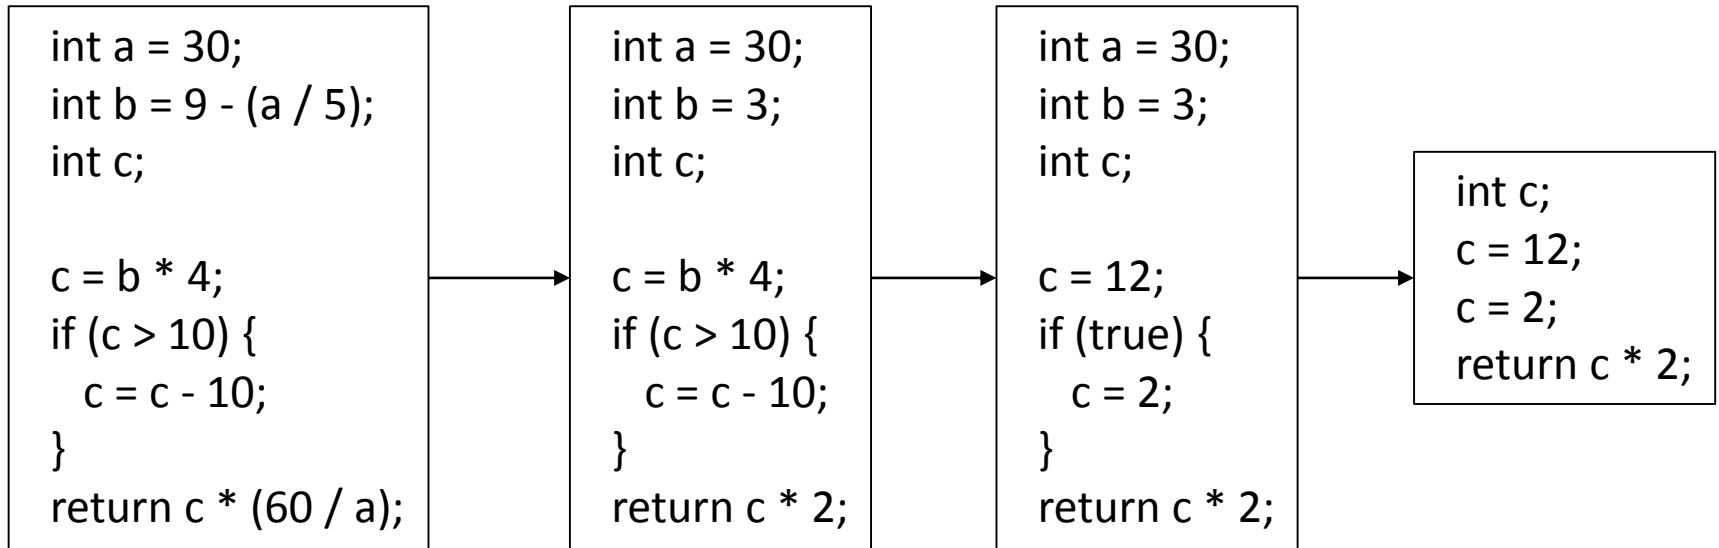 int a = 30;
int b = 9 - (a / 5);
int c;
c = b * 4;
if (c > 10) {
c = c - 10;
}
return c * (60 / a);
int a = 30;
int b = 3;
int c;
c = b * 4;
if (c > 10) {
c = c - 10;
}
return c * 2;
int a = 30;
int b = 3;
int c;
c = 12;
if (true) {
c = 2;
}
return c * 2;
int c;
c = 12;
c = 2;
return c * 2;